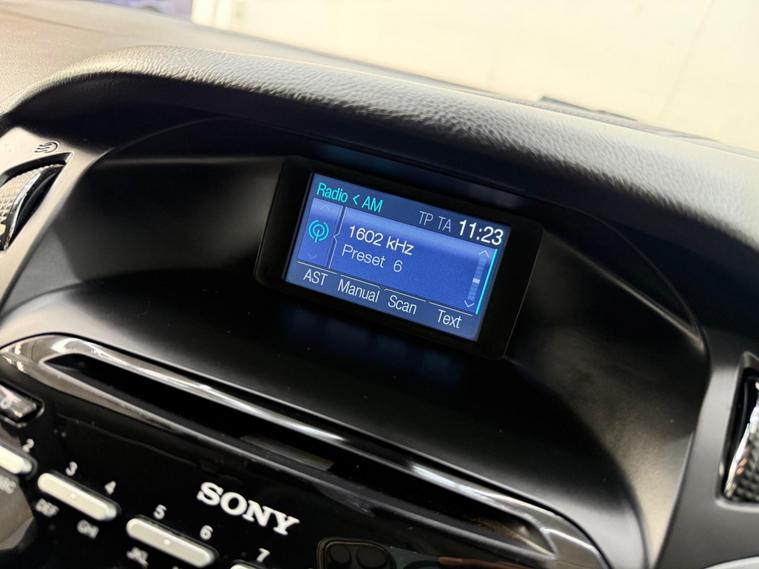 Radio < AM
TP TA 11:23
1602 kHz
Preset 6
AST Manual Scan Text
SONY
2
3 4
5 6
7